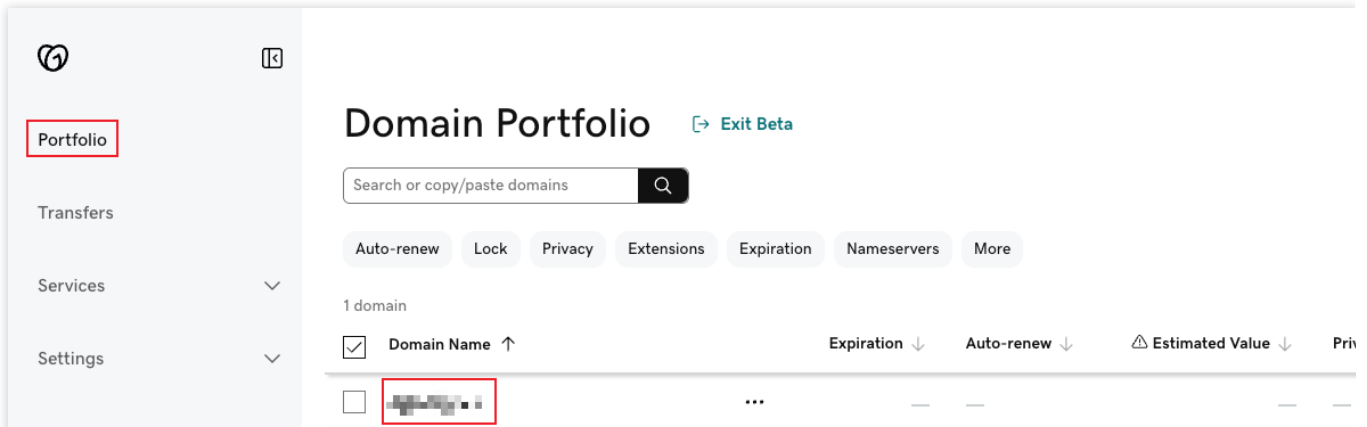 Portfolio
Transfers
Services
Settings
Domain Portfolio Exit Beta
Search or copy/paste domains
Auto-renew Lock Privacy Extensions Expiration Nameservers More
1 domain
Domain Name Expiration Auto-renew Estimated Value